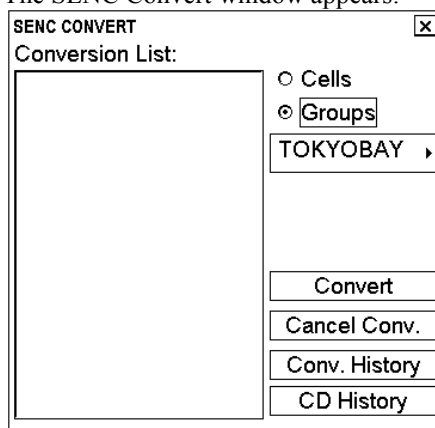 The SENC Convert window appears.
SENC CONVERT
Conversion List:
Cells
Groups
TOKYOBAY
Convert
Cancel Conv.
Conv. History
CD History